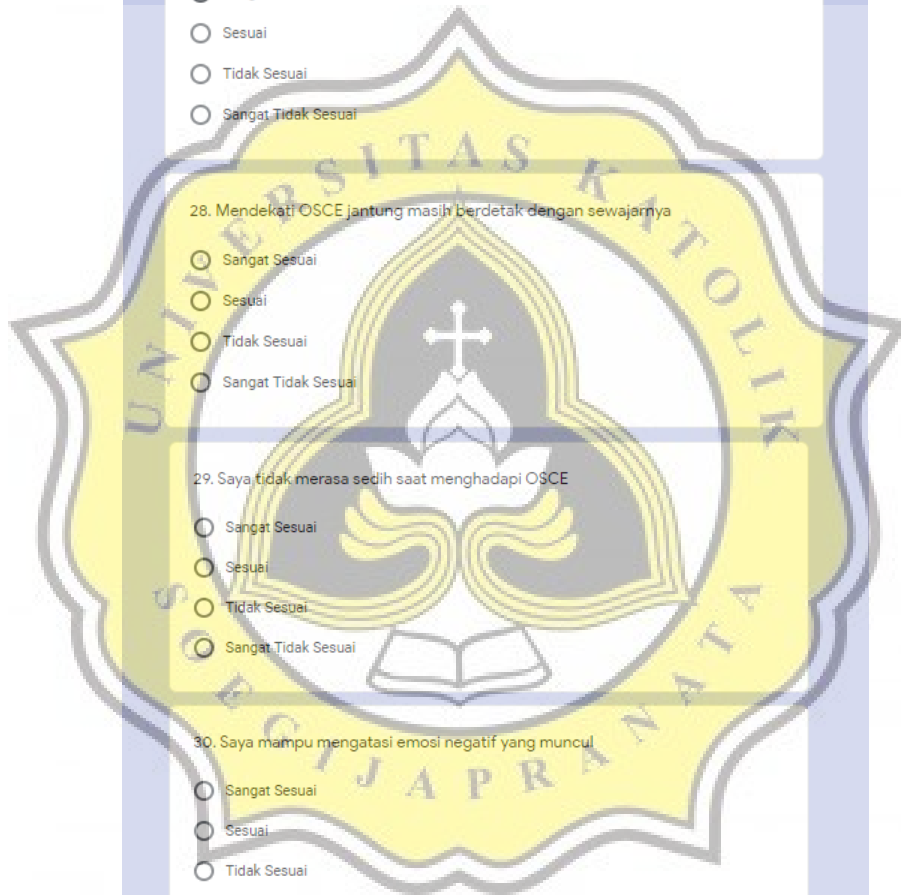 Sesuai
Tidak Sesuai
Sangat Tidak Sesuai
28. Mendekati OSCE jantung masih berdetak dengan sewajarnya
Sangat Sesuai
Sesuai
Tidak Sesuai
Sangat Tidak Sesuai
29. Saya tidak merasa sedih saat menghadapi OSCE
Sangat Sesuai
Sesuai
Tidak Sesuai
Sangat Tidak Sesuai
30. Saya mampu mengatasi emosi negatif yang muncul
Sangat Sesuai
Sesuai
Tidak Sesuai
UNIVERSITAS KATOLIK
SOEGIJAPRANATA